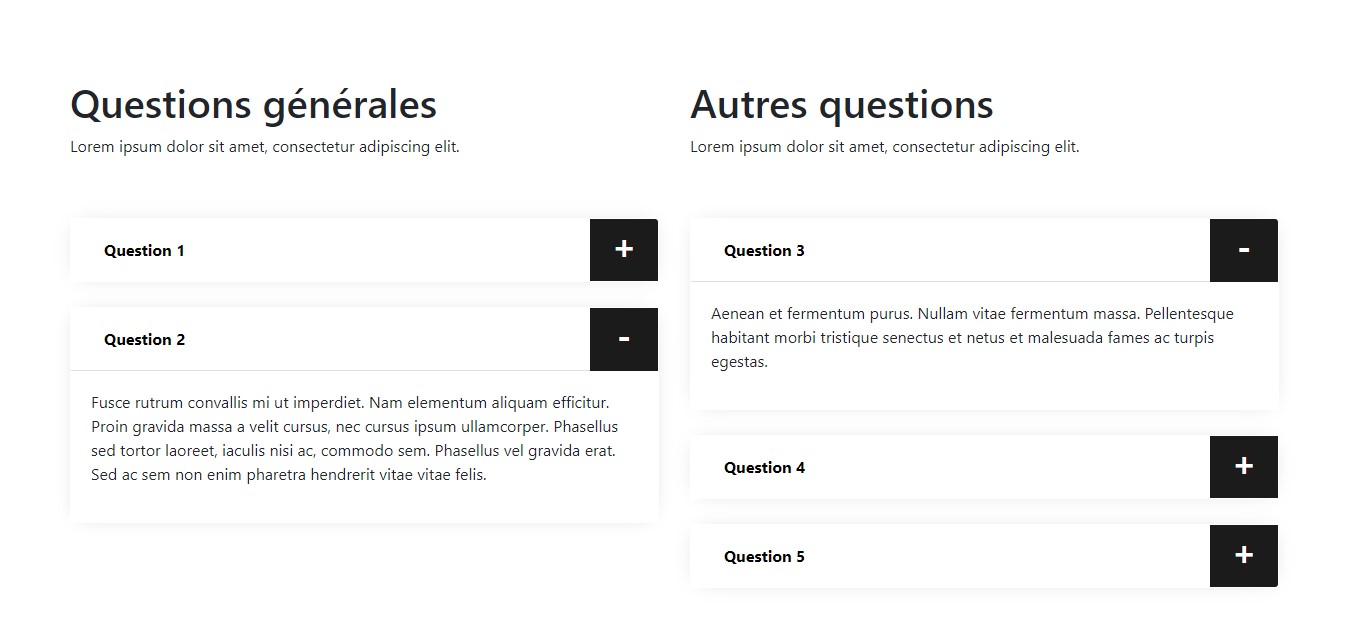 Questions générales
Lorem ipsum dolor sit amet, consectetur adipiscing elit.
Question 1
+
Question 2
-
Fusce rutrum convallis mi ut imperdiet. Nam elementum aliquam efficitur.
Proin gravida massa a velit cursus, nec cursus ipsum ullamcorper. Phasellus
sed tortor laoreet, iaculis nisi ac, commodo sem. Phasellus vel gravida erat.
Sed ac sem non enim pharetra hendrerit vitae vitae felis.
Autres questions
Lorem ipsum dolor sit amet, consectetur adipiscing elit.
Question 3
-
Aenean et fermentum purus. Nullam vitae fermentum massa. Pellentesque
habitant morbi tristique senectus et netus et malesuada fames ac turpis
egestas.
Question 4
+
Question 5
+